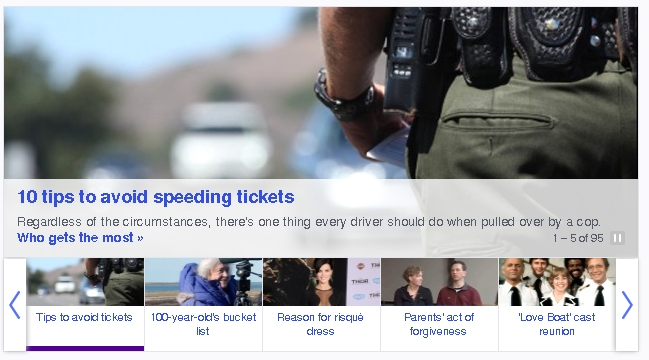 10 tips to avoid speeding tickets
Regardless of the circumstances, there's one thing every driver should do when pulled over by a cop.
Who gets the most »
1 – 5 of 95
THOR
Tips to avoid tickets
100-year-old's bucket
list
Reason for risqué
dress
Parents' act of
forgiveness
'Love Boat' cast
reunion